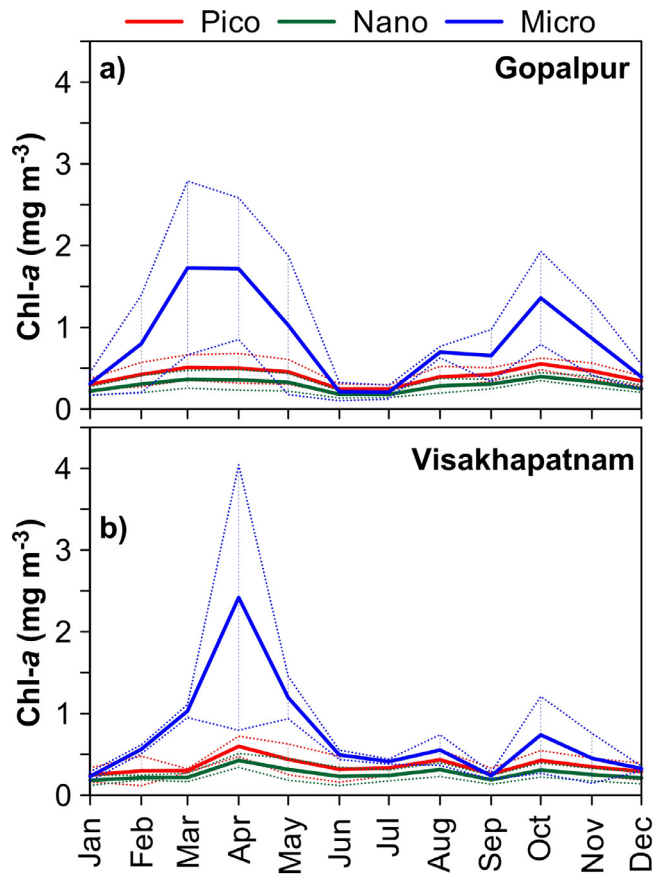 Pico Nano Micro
a) Gopalpur
4
3
2
1
0
Chl-a (mg m-3)
b) Visakhapatnam
4
3
2
1
0
Chl-a (mg m-3)
Jan Feb Mar Apr May Jun Jul Aug Sep Oct Nov Dec